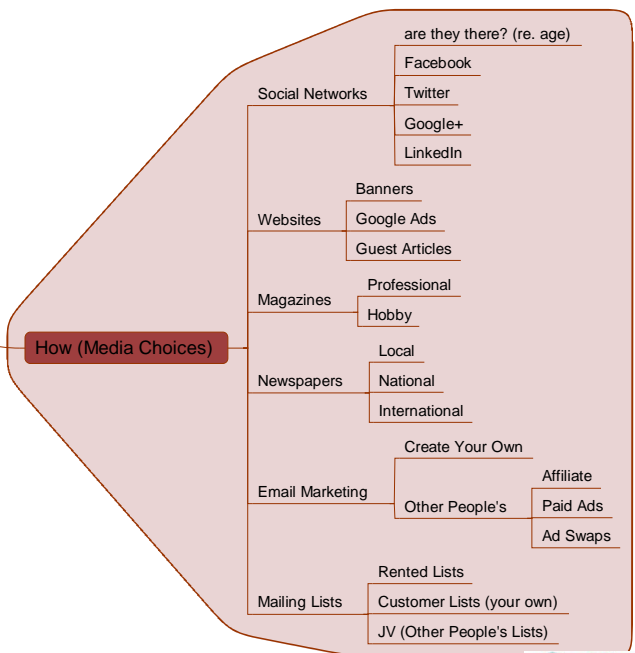 How (Media Choices)
Social Networks
are they there? (re. age)
Facebook
Twitter
Google+
LinkedIn
Websites
Banners
Google Ads
Guest Articles
Magazines
Professional
Hobby
Newspapers
Local
National
International
Email Marketing
Create Your Own
Other People's
Affiliate
Paid Ads
Ad Swaps
Mailing Lists
Rented Lists
Customer Lists (your own)
JV (Other People's Lists)